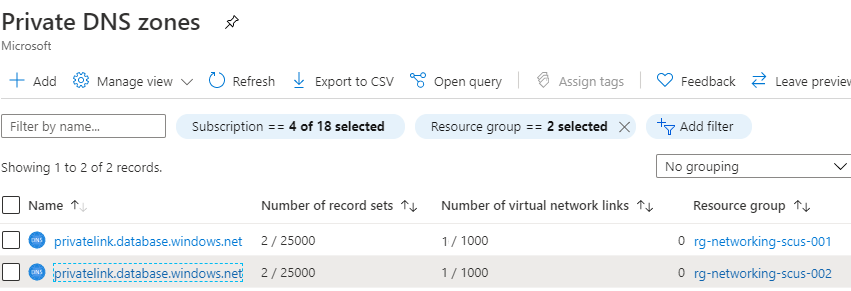 Private DNS zones
Microsoft
Add Manage view Refresh Export to CSV Open query Assign tags Feedback Leave preview
Filter by name... Subscription == 4 of 18 selected Resource group == 2 selected Add filter
Showing 1 to 2 of 2 records. No grouping
Name Number of record sets Number of virtual network links Resource group
DNS privatelink.database.windows.net 2 / 25000 1 / 1000 0 rg-networking-scus-001
DNS privatelink.database.windows.net 2 / 25000 1 / 1000 0 rg-networking-scus-002